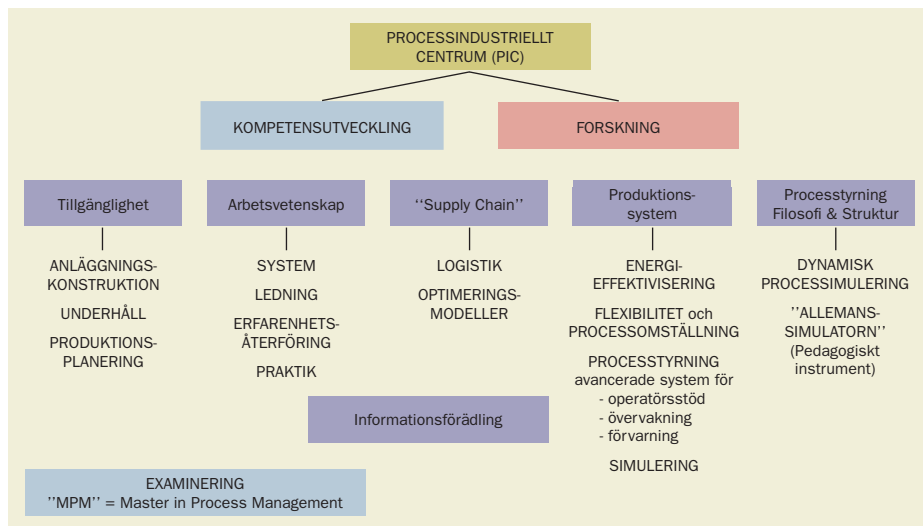 PROCESSINDUSTRIELLT
CENTRUM (PIC)
KOMPETENSUTVECKLING
FORSKNING
Tillgänglighet
ANLÄGGNINGS-
KONSTRUKTION
UNDERHÅLL
PRODUKTIONS-
PLANERING
Arbetsvetenskap
SYSTEM
LEDNING
ERFARENHETS-
ÅTERFÖRING
PRAKTIK
‘‘Supply Chain’’
LOGISTIK
OPTIMERINGS-
MODELLER
Produktions-
system
ENERGI-
EFFEKTIVISERING
FLEXIBILITET och
PROCESSOMSTÄLLNING
PROCESSTYRNING
avancerade system för
- operatörsstöd
- övervakning
- förvarning
SIMULERING
Processtyrning
Filosofi & Struktur
DYNAMISK
PROCESSIMULERING
’’ALLEMANS-
SIMULATORN’’
(Pedagogiskt
instrument)
Informationsförädling
EXAMINERING
’’MPM’’ = Master in Process Management